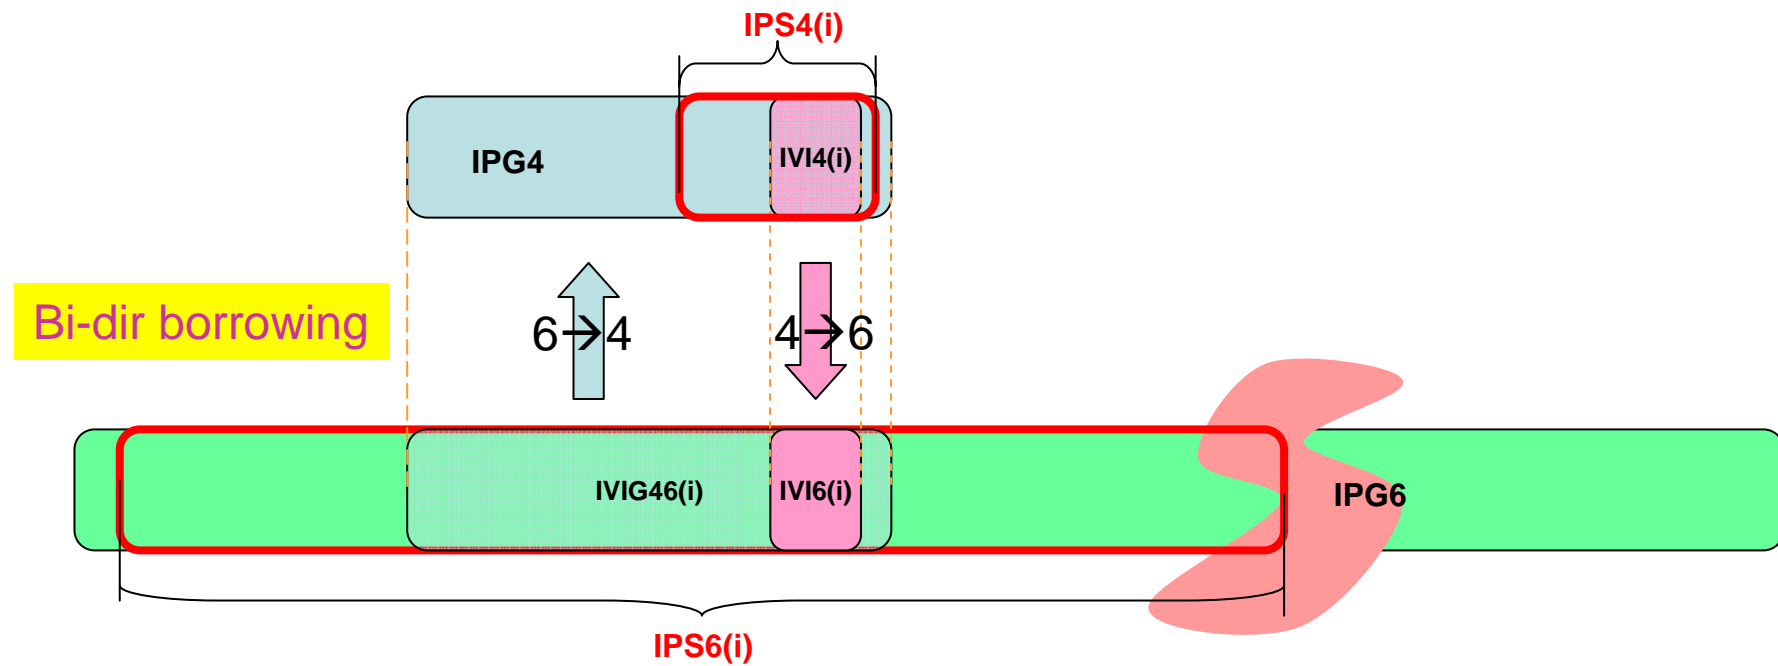 IPS4(i)
IPG4
IVI4(i)
Bi-dir borrowing
6→4
4→6
IVIG46(i)
IVI6(i)
IPG6
IPS6(i)